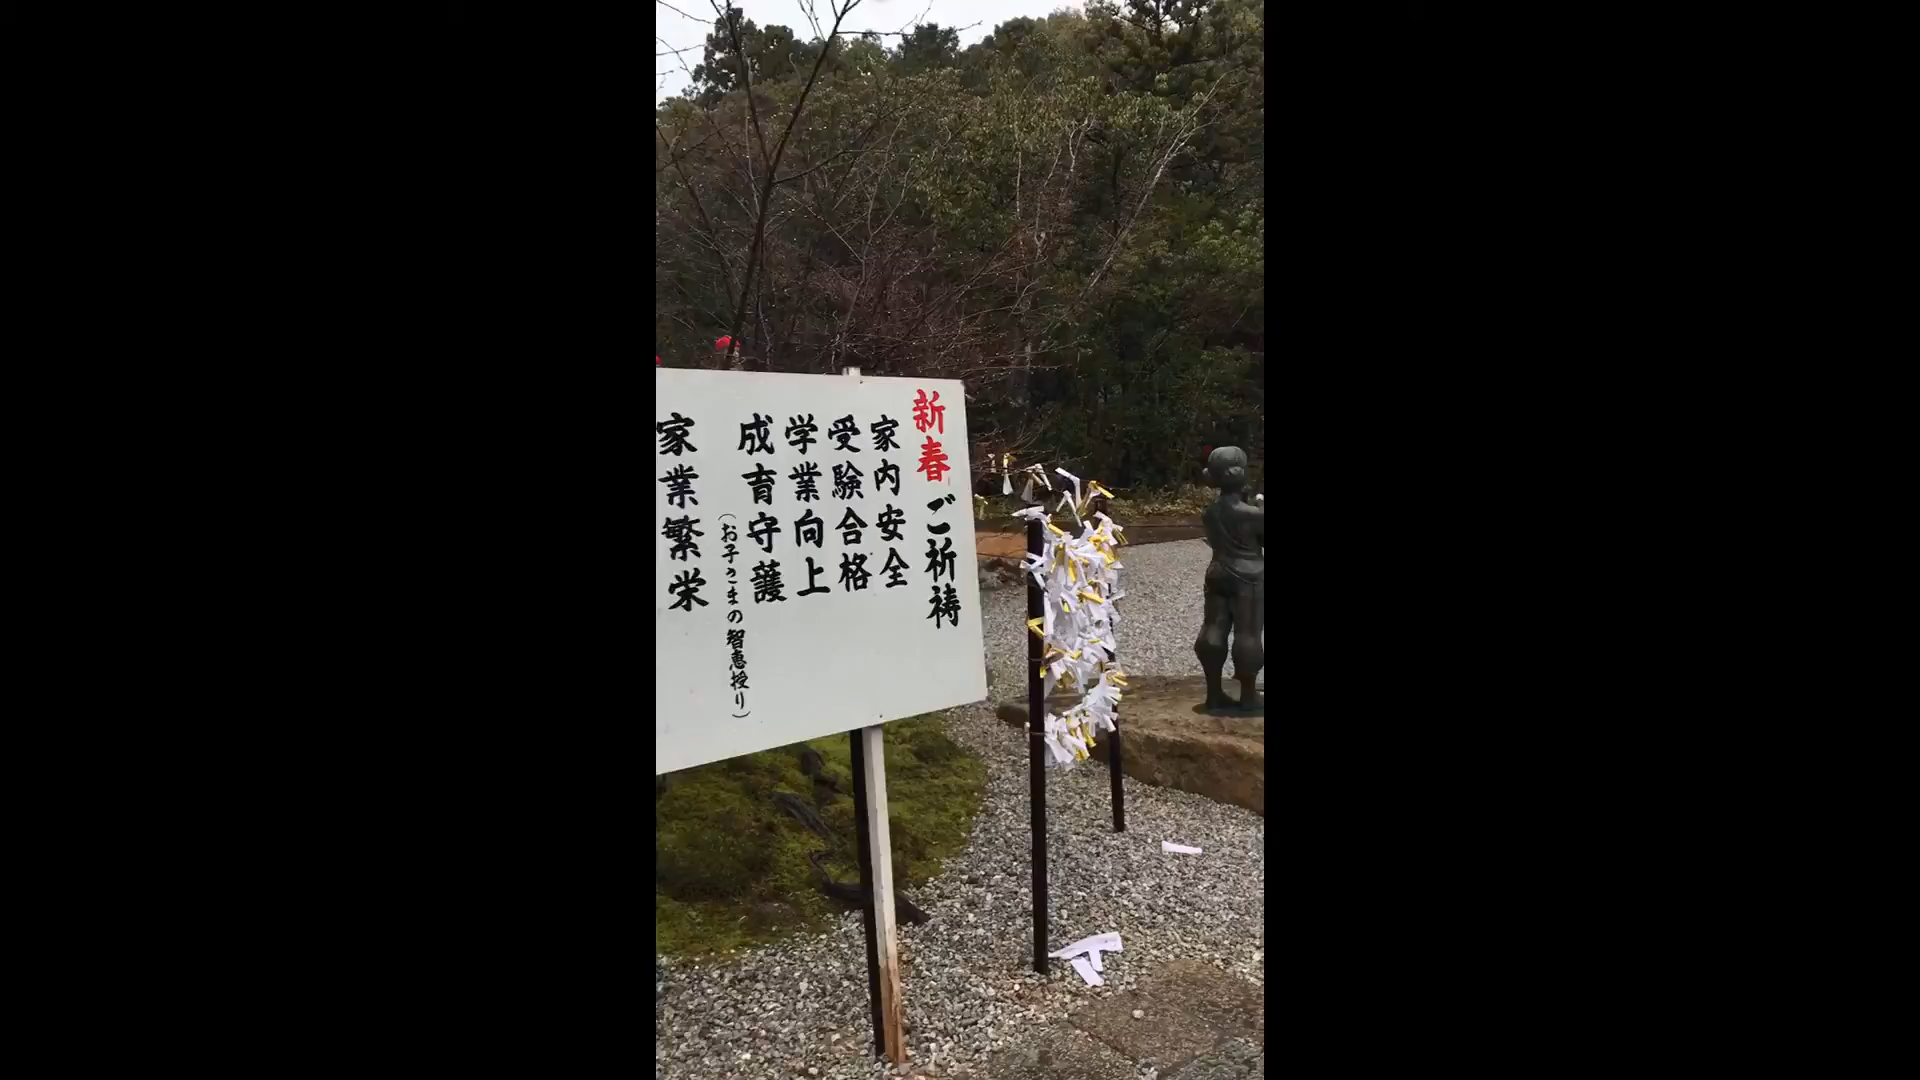 新春ご祈祷
家内安全
受験合格
学業向上
成育守護
（お子さまの智恵授り）
家業繁栄